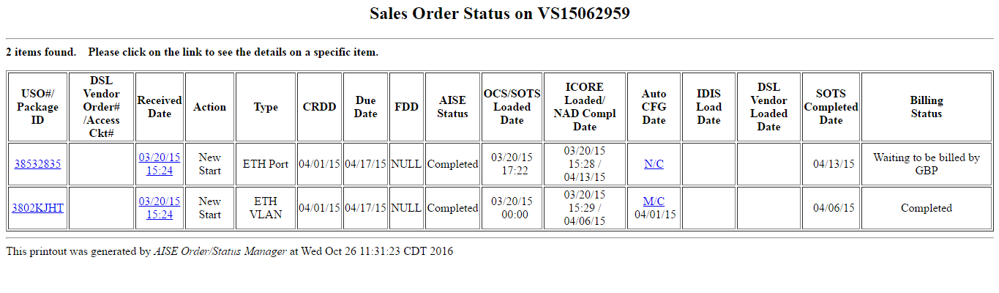 Sales Order Status on VS15062959
2 items found. Please click on the link to see the details on a specific item.
USO#/
Package
ID
DSL
Vendor
Order#
/Access
Ckt#
Received
Date
Action
Type
CRDD
Due
Date
FDD
AISE
Status
OCS/SOTS
Loaded
Date
ICORE
Loaded/
NAD Compl
Date
Auto
CFG
Date
IDIS
Load
Date
DSL
Vendor
Loaded
Date
SOTS
Completed
Date
Billing
Status
38532835
03/20/15
15:24
New
Start
ETH Port
04/01/15
04/17/15
NULL
Completed
03/20/15
17:22
03/20/15
15:28 /
04/13/15
N/C
04/13/15
Waiting to be billed by
GBP
3802KJHT
03/20/15
15:24
New
Start
ETH
VLAN
04/01/15
04/17/15
NULL
Completed
03/20/15
00:00
03/20/15
15:29 /
04/06/15
M/C
04/01/15
04/06/15
Completed
This printout was generated by AISE Order/Status Manager at Wed Oct 26 11:31:23 CDT 2016